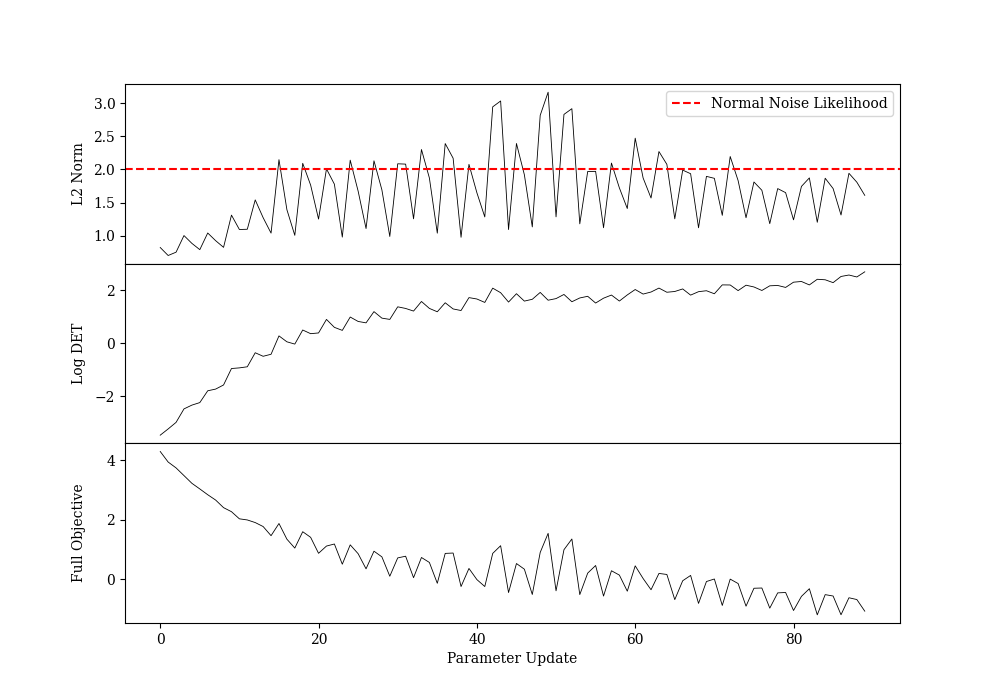 3.0
Normal Noise Likelihood
2.5
2.0
1.5
1.0
L2 Norm
2
0
−2
Log DET
4
2
0
Full Objective
0 20 40 60 80
Parameter Update